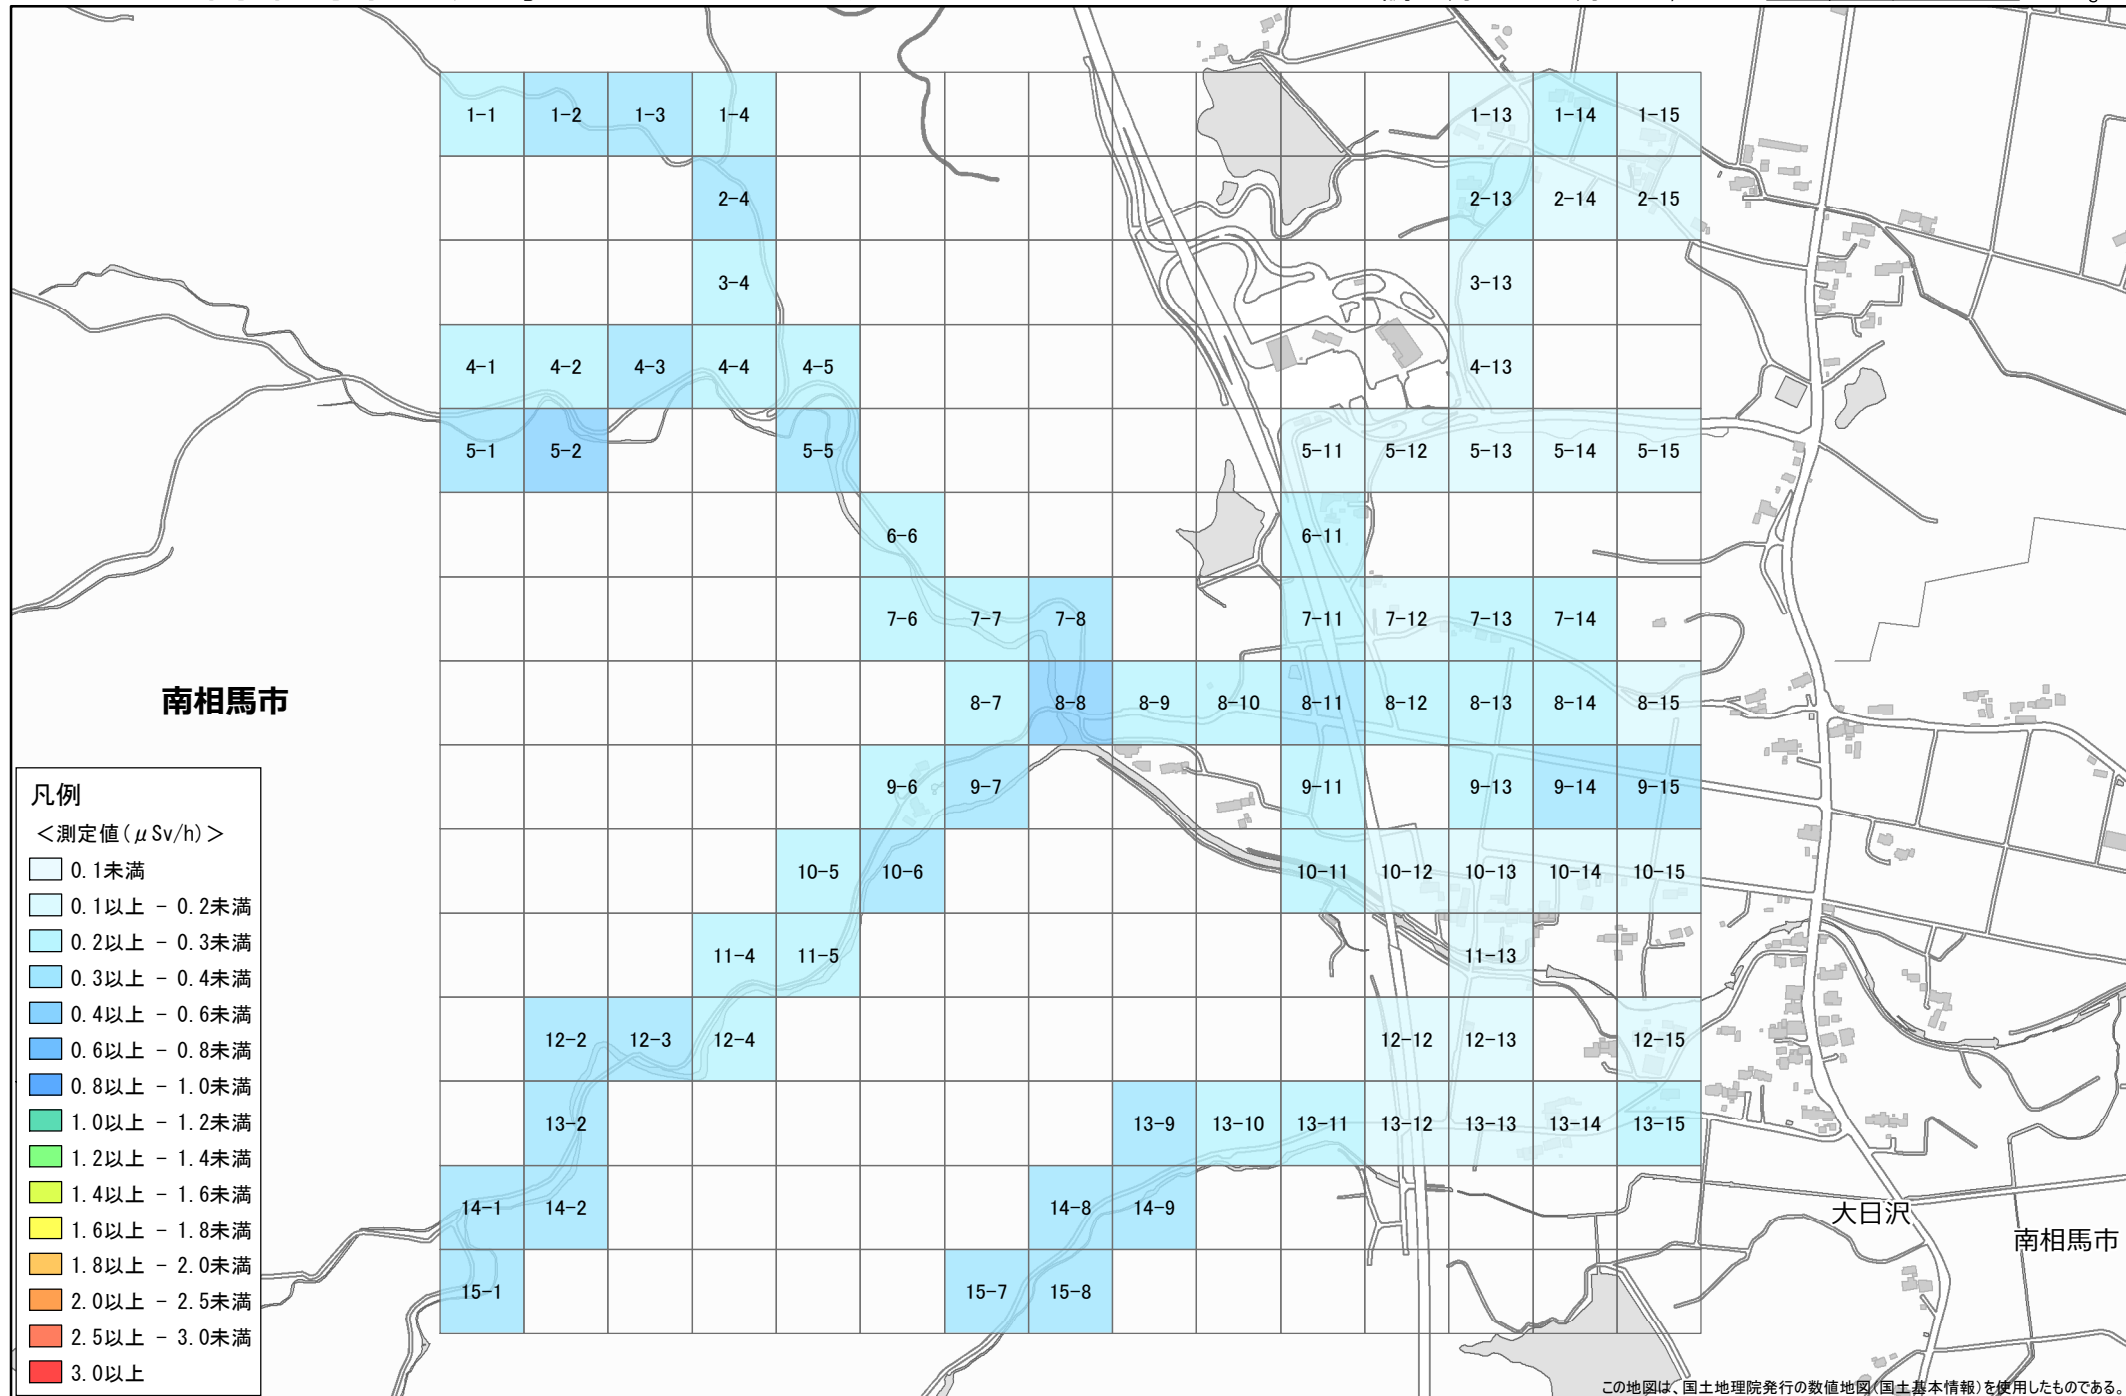 1-1 1-2 1-3 1-4 1-13 1-14 1-15
2-4 2-13 2-14 2-15
3-4 3-13
4-1 4-2 4-3 4-4 4-5 4-13
5-1 5-2 5-5 5-11 5-12 5-13 5-14 5-15
6-6 6-11
7-6 7-7 7-8 7-11 7-12 7-13 7-14
南相馬市
8-7 8-8 8-9 8-10 8-11 8-12 8-13 8-14 8-15
9-6 9-7 9-11 9-13 9-14 9-15
10-5 10-6 10-11 10-12 10-13 10-14 10-15
11-4 11-5 11-13
12-2 12-3 12-4 12-12 12-13 12-15
13-2 13-9 13-10 13-11 13-12 13-13 13-14 13-15
14-1 14-2 14-8 14-9
15-1 15-7 15-8
大日沢
南相馬市
凡例
<測定値(μSv/h)>
0.1未満
0.1以上 - 0.2未満
0.2以上 - 0.3未満
0.3以上 - 0.4未満
0.4以上 - 0.6未満
0.6以上 - 0.8未満
0.8以上 - 1.0未満
1.0以上 - 1.2未満
1.2以上 - 1.4未満
1.4以上 - 1.6未満
1.6以上 - 1.8未満
1.8以上 - 2.0未満
2.0以上 - 2.5未満
2.5以上 - 3.0未満
3.0以上
この地図は、国土地理院発行の数値地図(国土基本情報)を使用したものである。